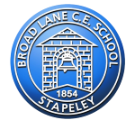 BROAD LANE C.E. SCHOOL
1854
STAPELEY